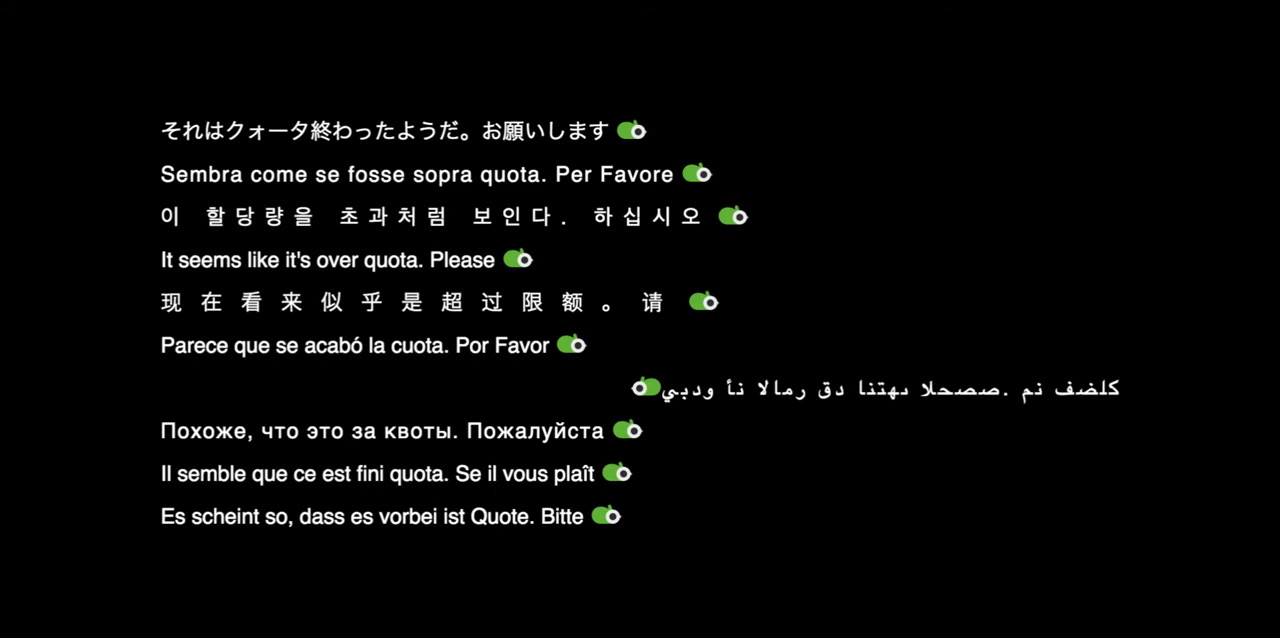 それはクォータ終わったようだ。お願いします
Sembra come se fosse sopra quota. Per Favore
이 할당량을 초과처럼 보인다. 하십시오
It seems like it's over quota. Please
现在看来似乎是超过限额。请
Parece que se acabó la cuota. Por Favor
كلضف نم .صصحلا ىهتنا دق رمالا نأ ودبي
Похоже, что это за квоты. Пожалуйста
Il semble que ce est fini quota. Se il vous plaît
Es scheint so, dass es vorbei ist Quote. Bitte